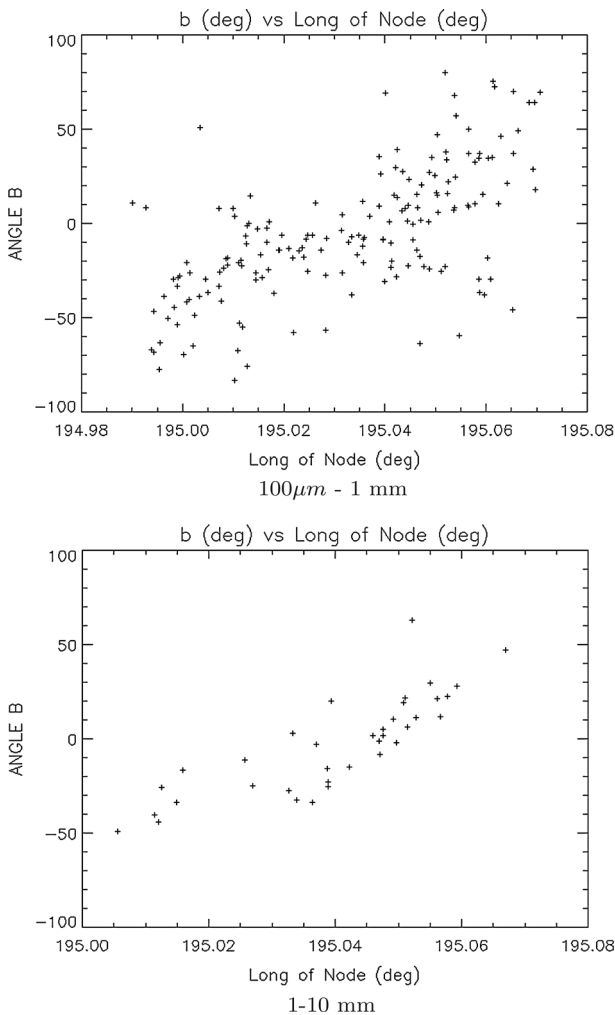 b (deg) vs Long of Node (deg)
100
50
0
−50
−100
ANGLE B
194.98 195.00 195.02 195.04 195.06 195.08
Long of Node (deg)
100μm - 1 mm
b (deg) vs Long of Node (deg)
100
50
0
−50
−100
ANGLE B
195.00 195.02 195.04 195.06 195.08
Long of Node (deg)
1-10 mm